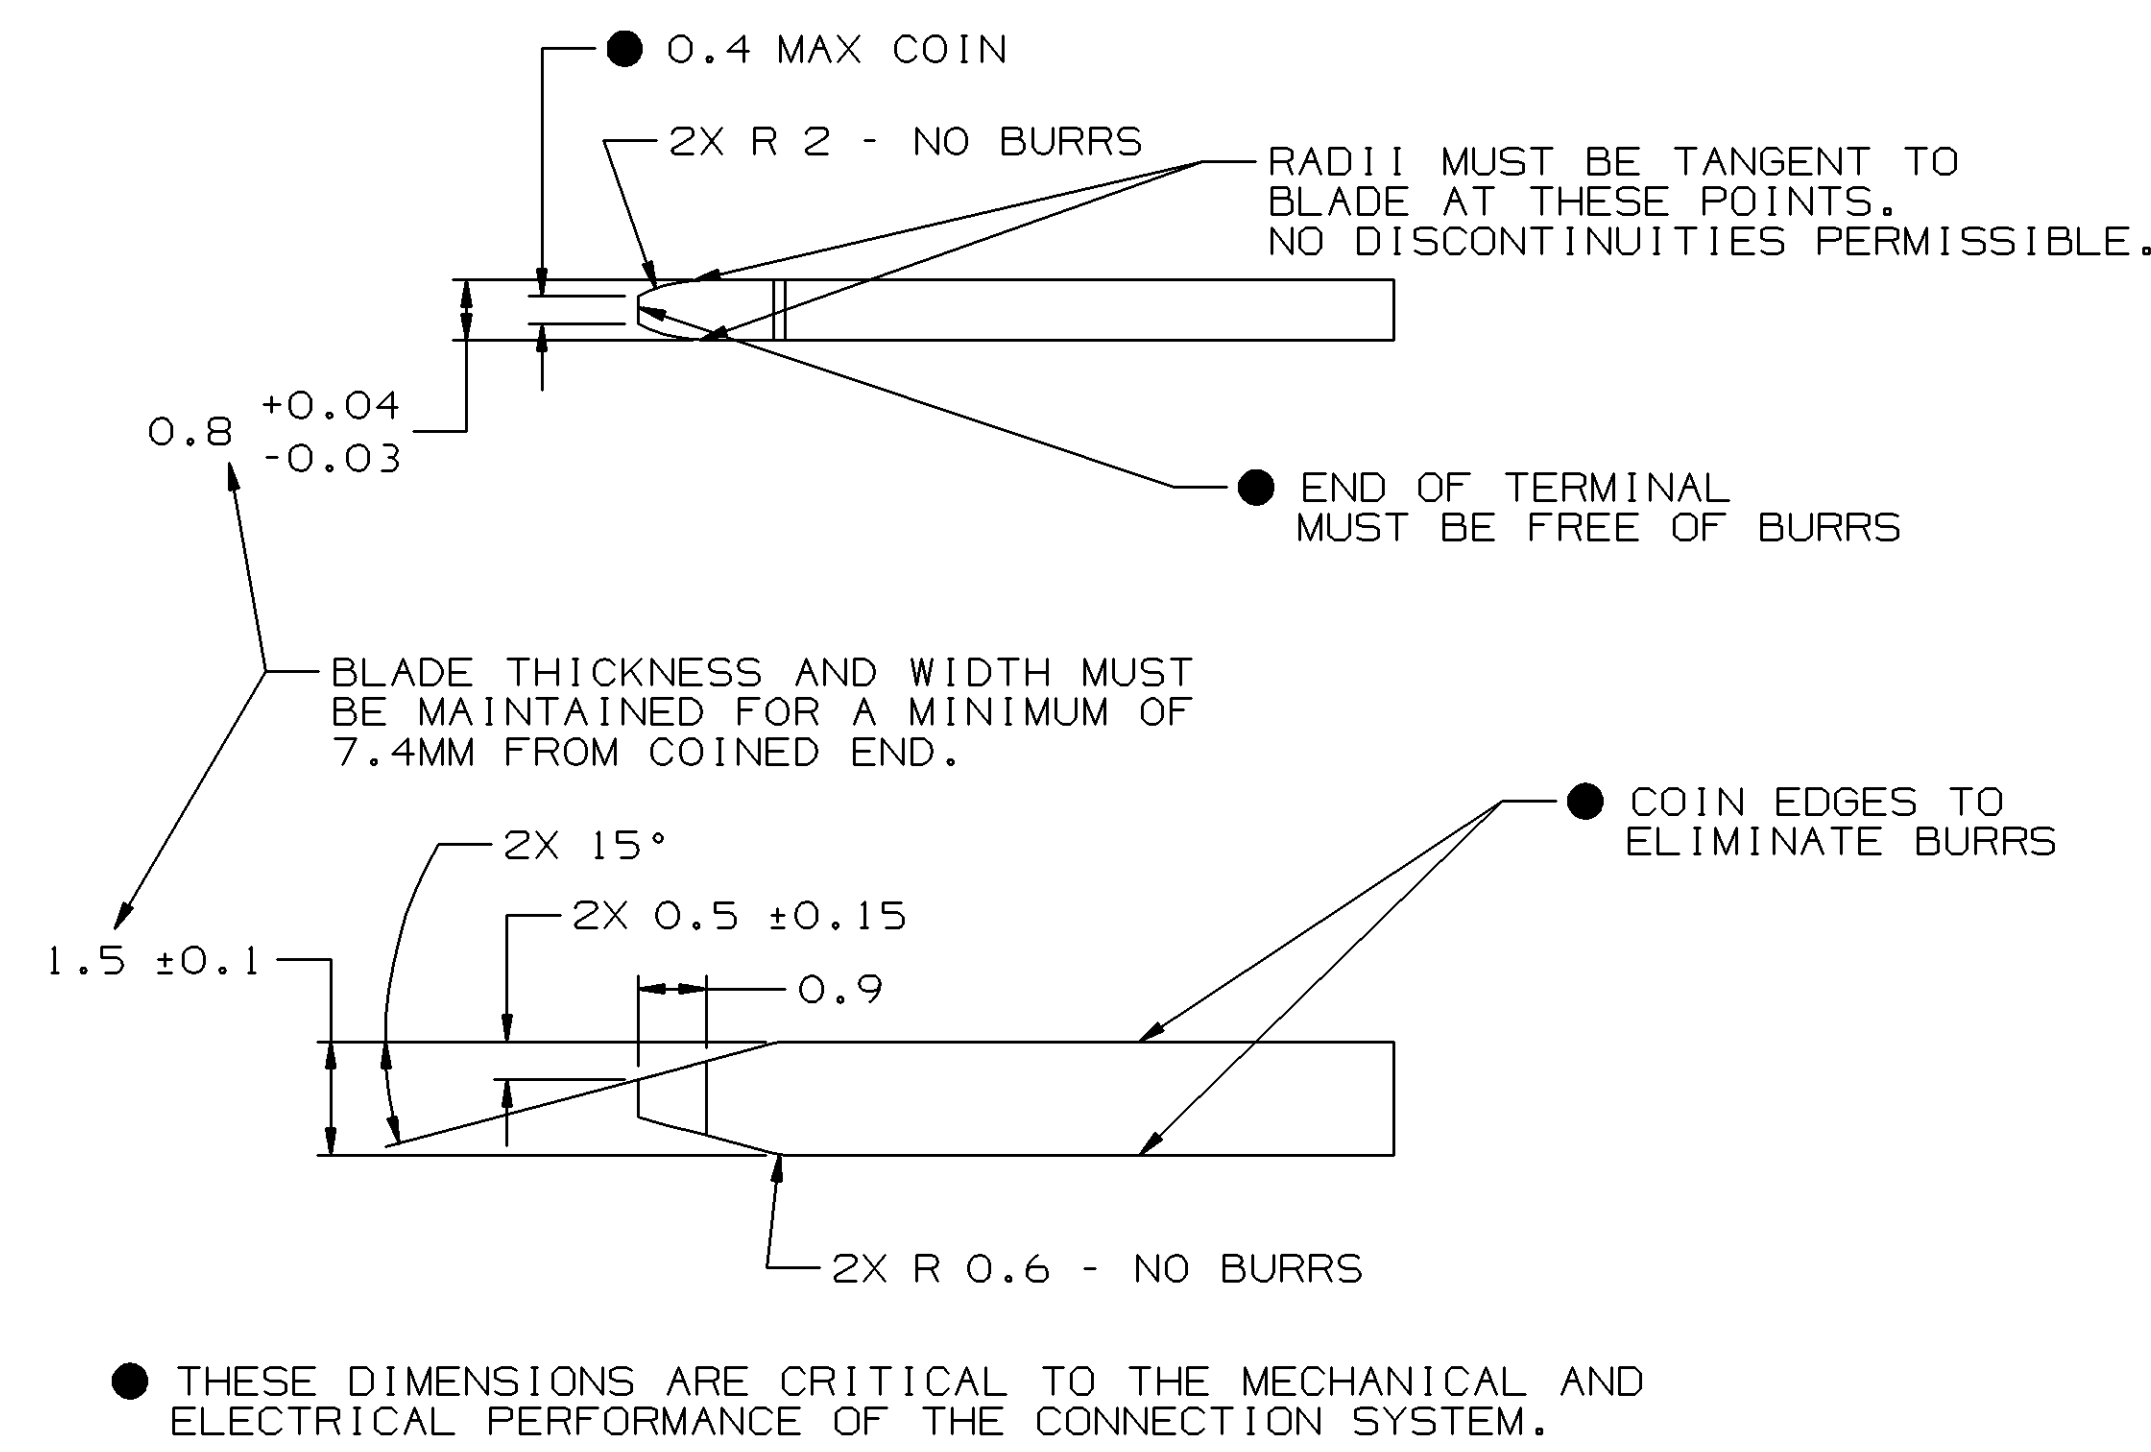 ● 0.4 MAX COIN
2X R 2 - NO BURRS
RADII MUST BE TANGENT TO
BLADE AT THESE POINTS.
NO DISCONTINUITIES PERMISSIBLE.
0.8 +0.04
-0.03
● END OF TERMINAL
MUST BE FREE OF BURRS
BLADE THICKNESS AND WIDTH MUST
BE MAINTAINED FOR A MINIMUM OF
7.4MM FROM COINED END.
● COIN EDGES TO
ELIMINATE BURRS
2X 15°
2X 0.5 ±0.15
1.5 ±0.1
0.9
2X R 0.6 - NO BURRS
● THESE DIMENSIONS ARE CRITICAL TO THE MECHANICAL AND
ELECTRICAL PERFORMANCE OF THE CONNECTION SYSTEM.